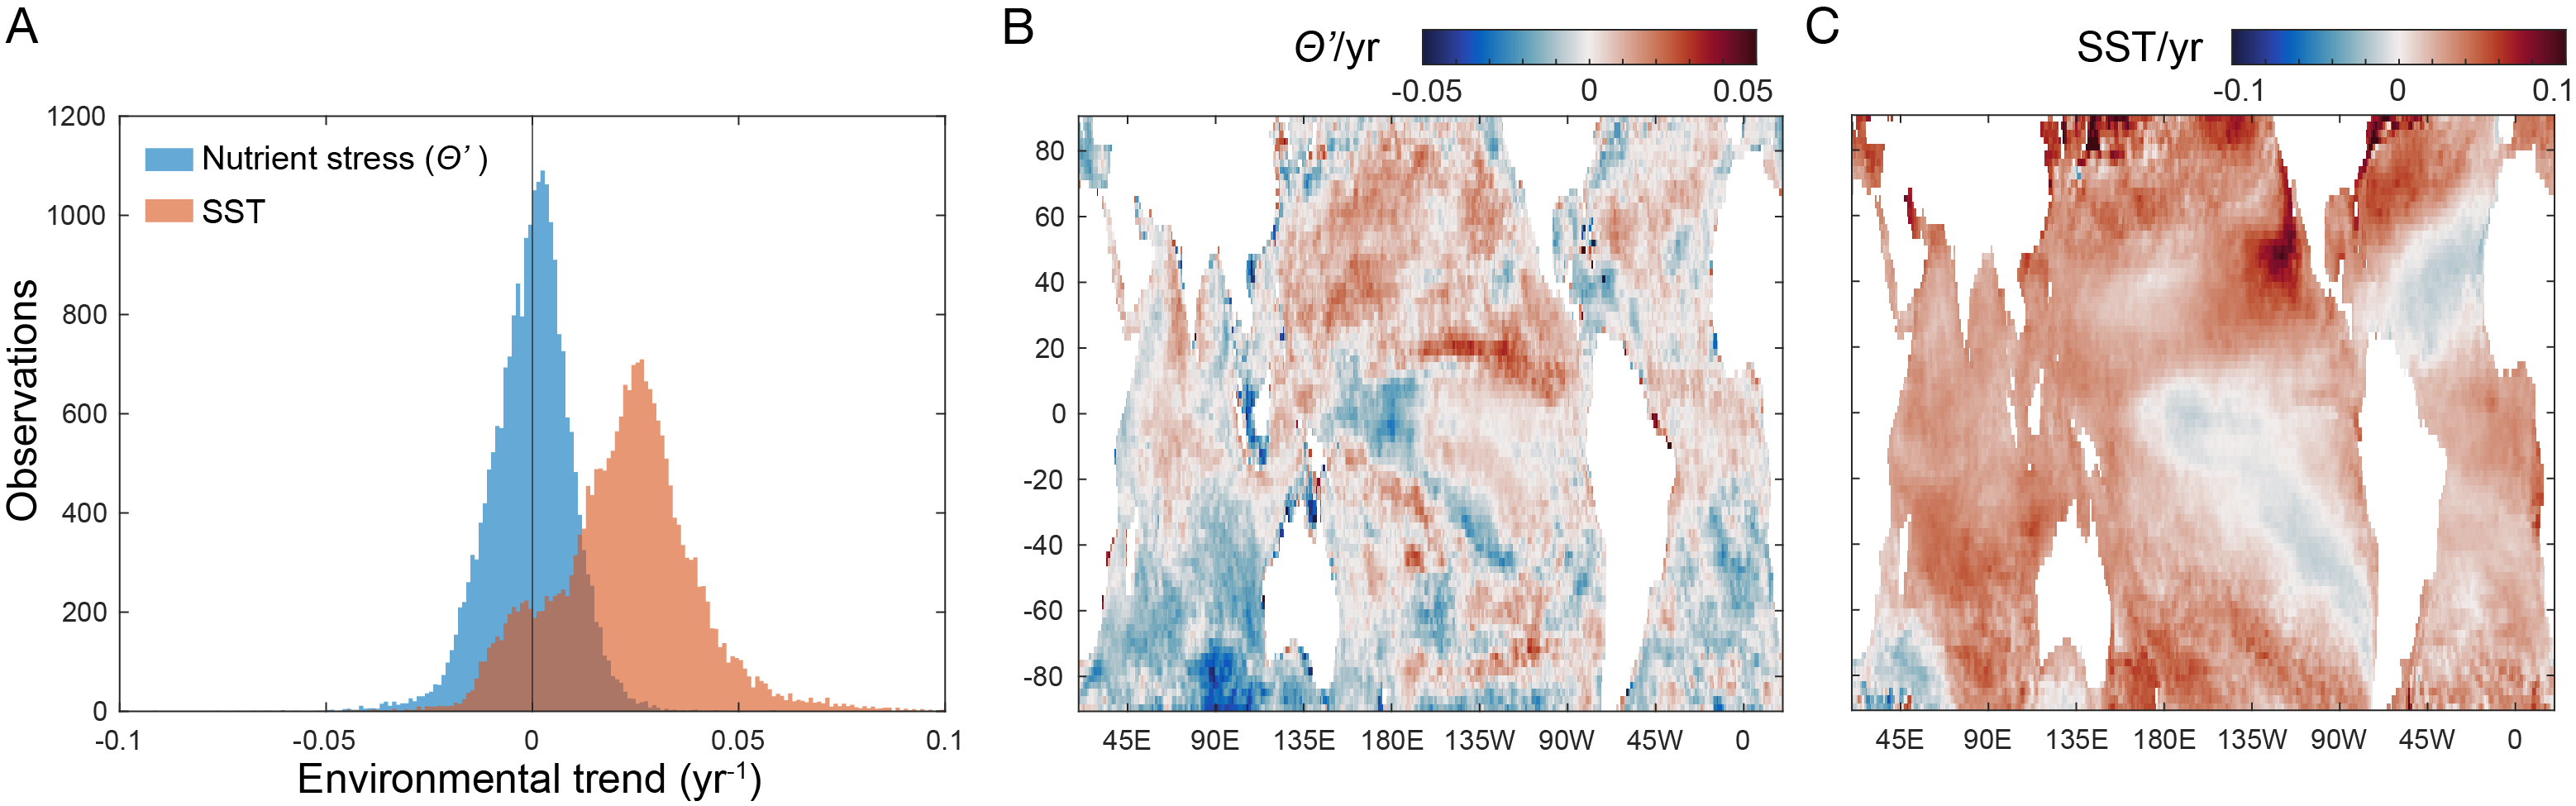 A
1200
1000
800
600
400
200
0
Observations
Nutrient stress (Θ’ )
SST
-0.1 -0.05 0 0.05 0.1
Environmental trend (yr-1)
B
Θ’/yr
-0.05 0 0.05
80
60
40
20
0
-20
-40
-60
-80
45E 90E 135E 180E 135W 90W 45W 0
C
SST/yr
-0.1 0 0.1
45E 90E 135E 180E 135W 90W 45W 0